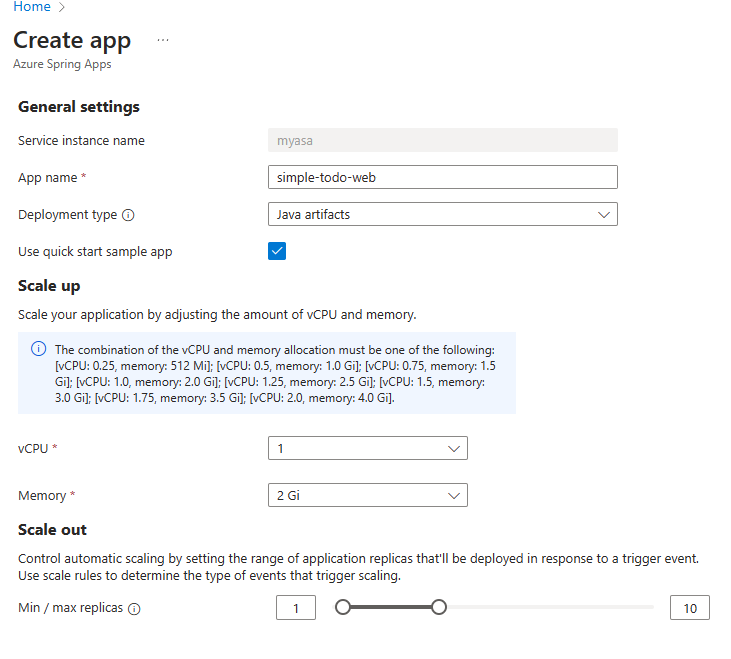 Home
Create app ...
Azure Spring Apps
General settings
Service instance name myasa
App name * simple-todo-web
Deployment type Java artifacts
Use quick start sample app
Scale up
Scale your application by adjusting the amount of vCPU and memory.
The combination of the vCPU and memory allocation must be one of the following:
[vCPU: 0.25, memory: 512 Mi]; [vCPU: 0.5, memory: 1.0 Gi]; [vCPU: 0.75, memory: 1.5
Gi]; [vCPU: 1.0, memory: 2.0 Gi]; [vCPU: 1.25, memory: 2.5 Gi]; [vCPU: 1.5, memory:
3.0 Gi]; [vCPU: 1.75, memory: 3.5 Gi]; [vCPU: 2.0, memory: 4.0 Gi].
vCPU * 1
Memory * 2 Gi
Scale out
Control automatic scaling by setting the range of application replicas that'll be deployed in response to a trigger event.
Use scale rules to determine the type of events that trigger scaling.
Min / max replicas 1 10